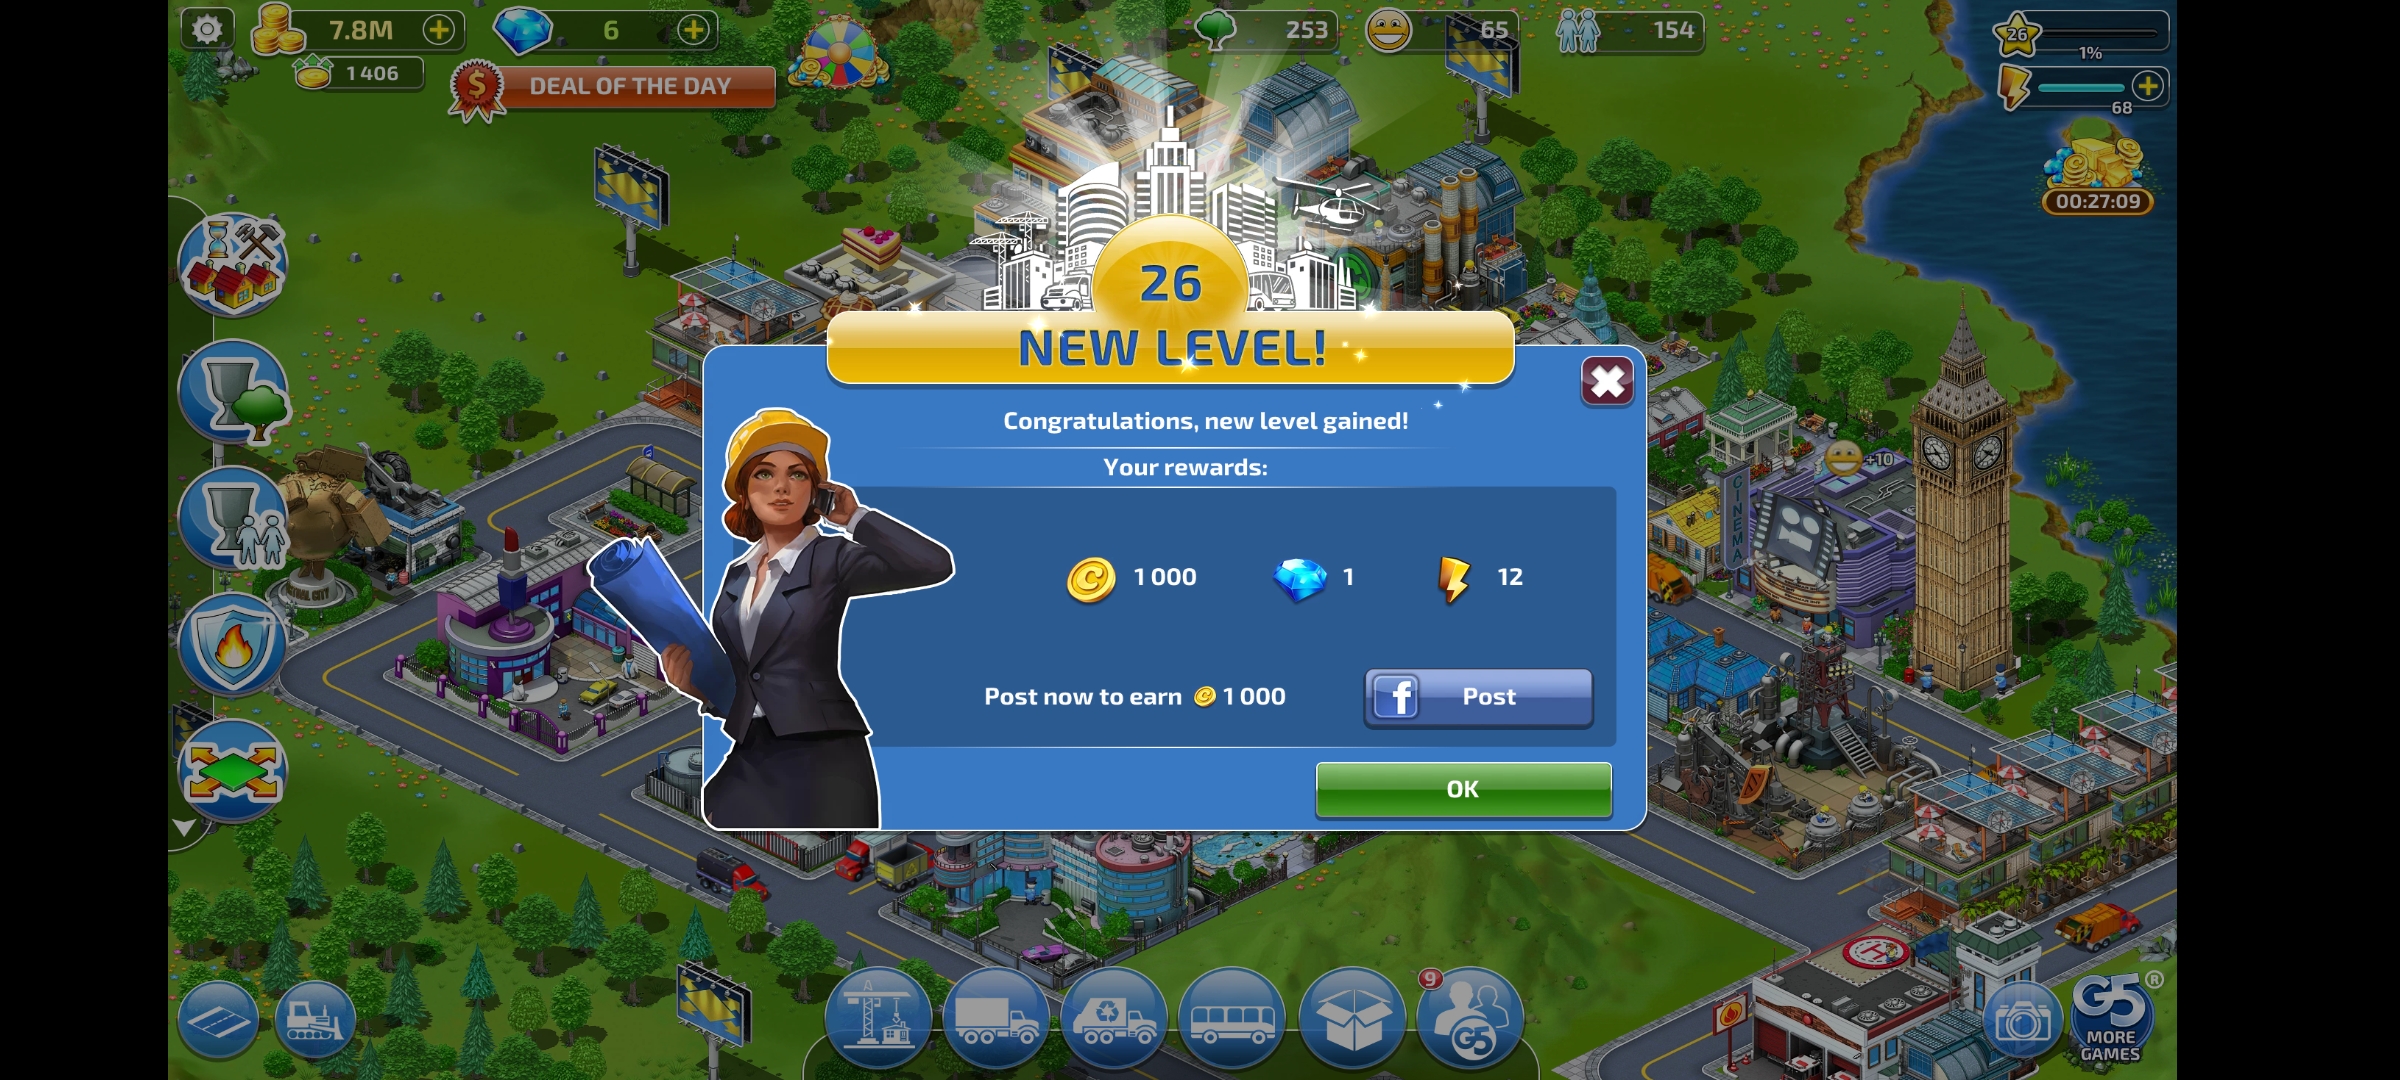 7.8M
6
253
65
154
26
1%
1 406
DEAL OF THE DAY
68
00:27:09
26
NEW LEVEL!
Congratulations, new level gained!
Your rewards:
+10
CINEMA
1 000
1
12
Post now to earn 1 000
f Post
OK
9
G5
G5®
MORE
GAMES